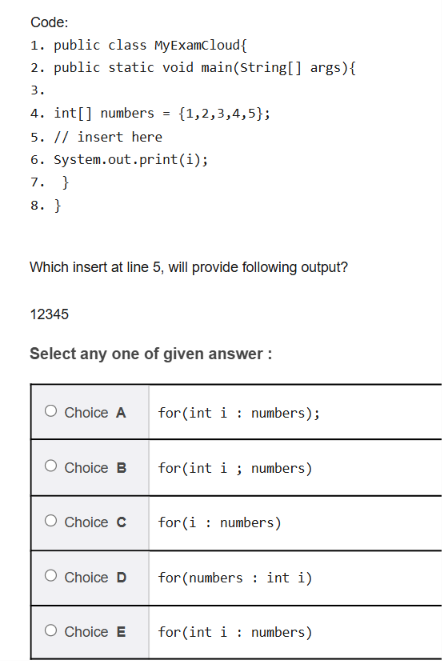 Code:
1. public class MyExamCloud{
2. public static void main(String[] args){
3.
4. int[] numbers = {1,2,3,4,5};
5. // insert here
6. System.out.print(i);
7. }
8. }
Which insert at line 5, will provide following output?
12345
Select any one of given answer :
Choice A for(int i : numbers);
Choice B for(int i ; numbers)
Choice C for(i : numbers)
Choice D for(numbers : int i)
Choice E for(int i : numbers)